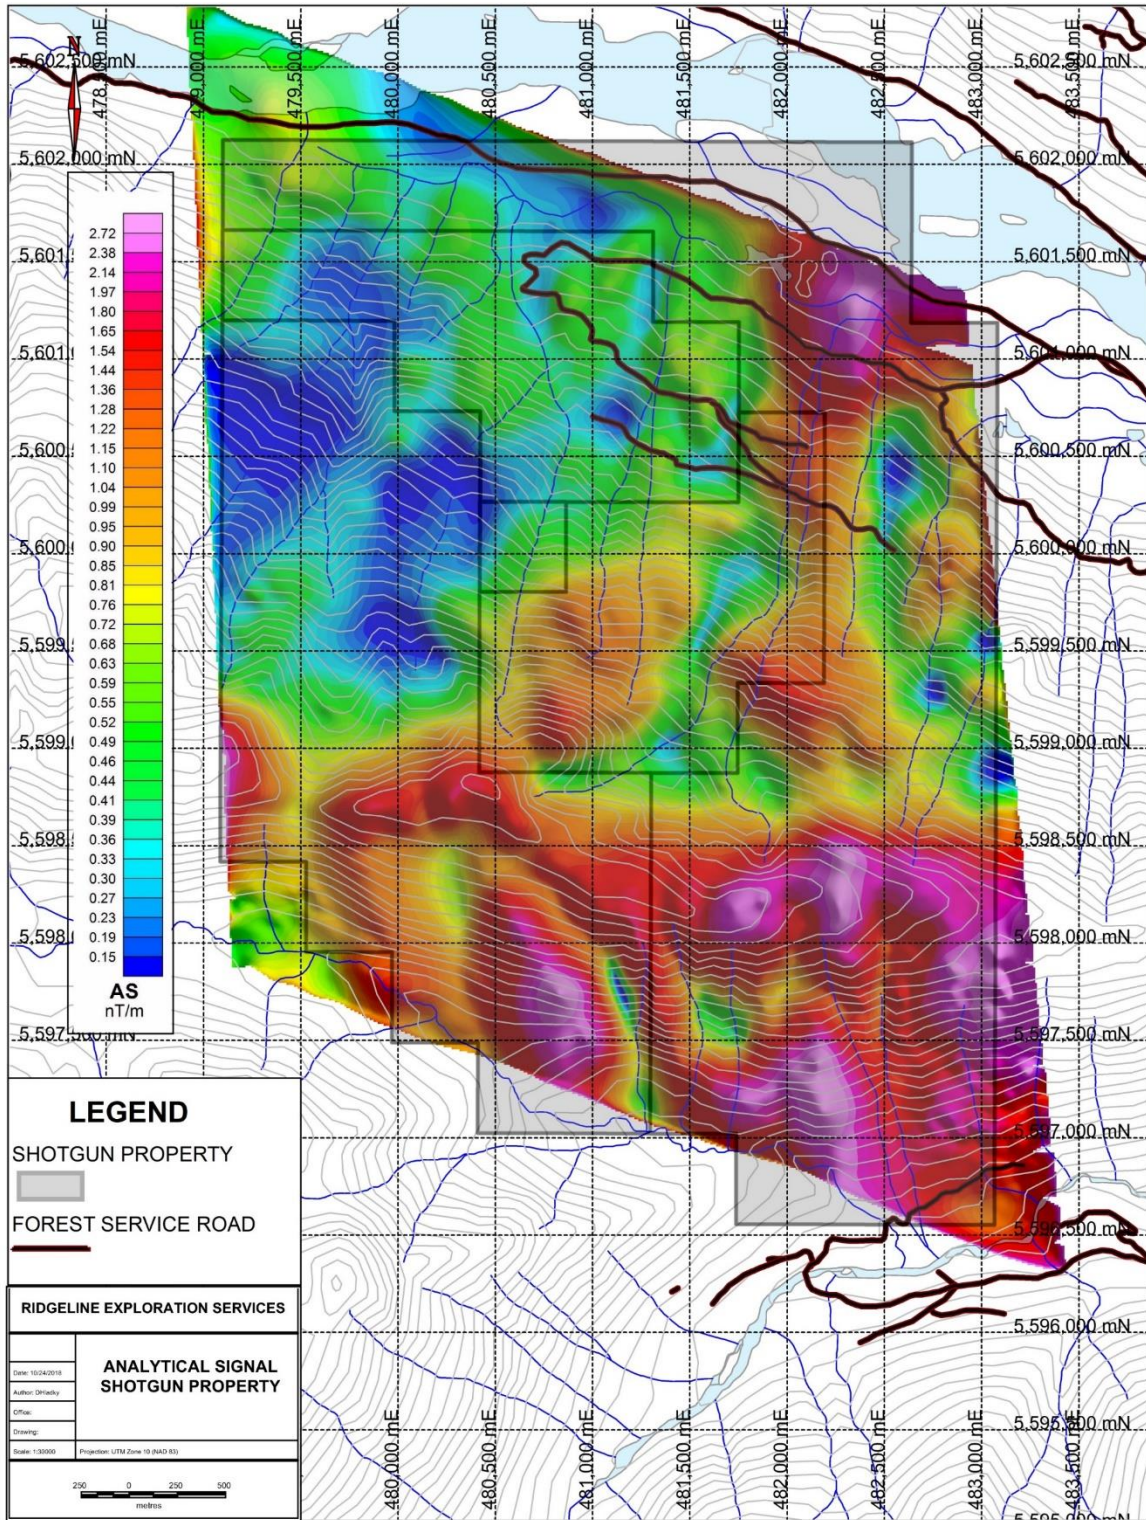 N
479,000 mE
479,500 mE
480,000 mE
480,500 mE
481,000 mE
481,500 mE
482,000 mE
482,500 mE
483,000 mE
483,500 mE
5,602,500 mN
5,602,500 mN
5,602,000 mN
5,602,000 mN
5,601,500 mN
5,601,000 mN
5,600,500 mN
5,600,000 mN
5,599,500 mN
5,599,000 mN
5,598,500 mN
5,598,000 mN
5,597,500 mN
5,597,000 mN
5,596,500 mN
5,596,000 mN
5,595,500 mN
2.72
2.38
2.14
1.97
1.80
1.65
1.54
1.44
1.36
1.28
1.22
1.15
1.10
1.04
0.99
0.95
0.90
0.85
0.81
0.76
0.72
0.68
0.63
0.55
0.52
0.49
0.46
0.44
0.41
0.39
0.36
0.33
0.30
0.27
0.23
0.19
0.15
AS
nT/m
LEGEND
SHOTGUN PROPERTY
FOREST SERVICE ROAD
RIDGELINE EXPLORATION SERVICES
ANALYTICAL SIGNAL
SHOTGUN PROPERTY
Date: 10/24/2018
Author: DHladky
Office:
Drawing:
Scale: 1:30000
Projection: UTM Zone 10 (NAD 83)
250 0 250 500
metres
480,000 mE
480,500 mE
481,000 mE
481,500 mE
482,000 mE
482,500 mE
483,000 mE
483,500 mE